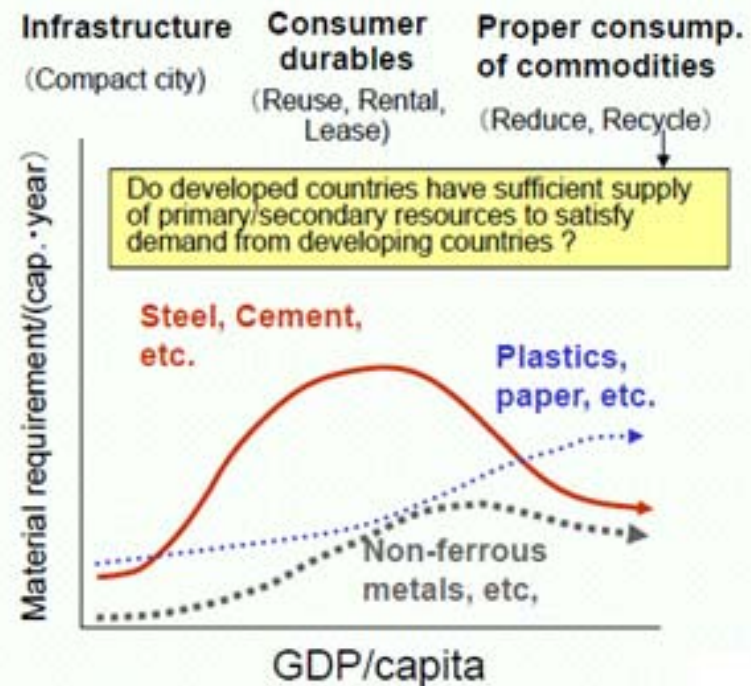 Infrastructure
(Compact city)
Consumer
durables
(Reuse, Rental,
Lease)
Proper consump.
of commodities
(Reduce, Recycle)
Do developed countries have sufficient supply
of primary/secondary resources to satisfy
demand from developing countries ?
Material requirement/(cap.·year)
Steel, Cement,
etc.
Plastics,
paper, etc.
Non-ferrous
metals, etc,
GDP/capita